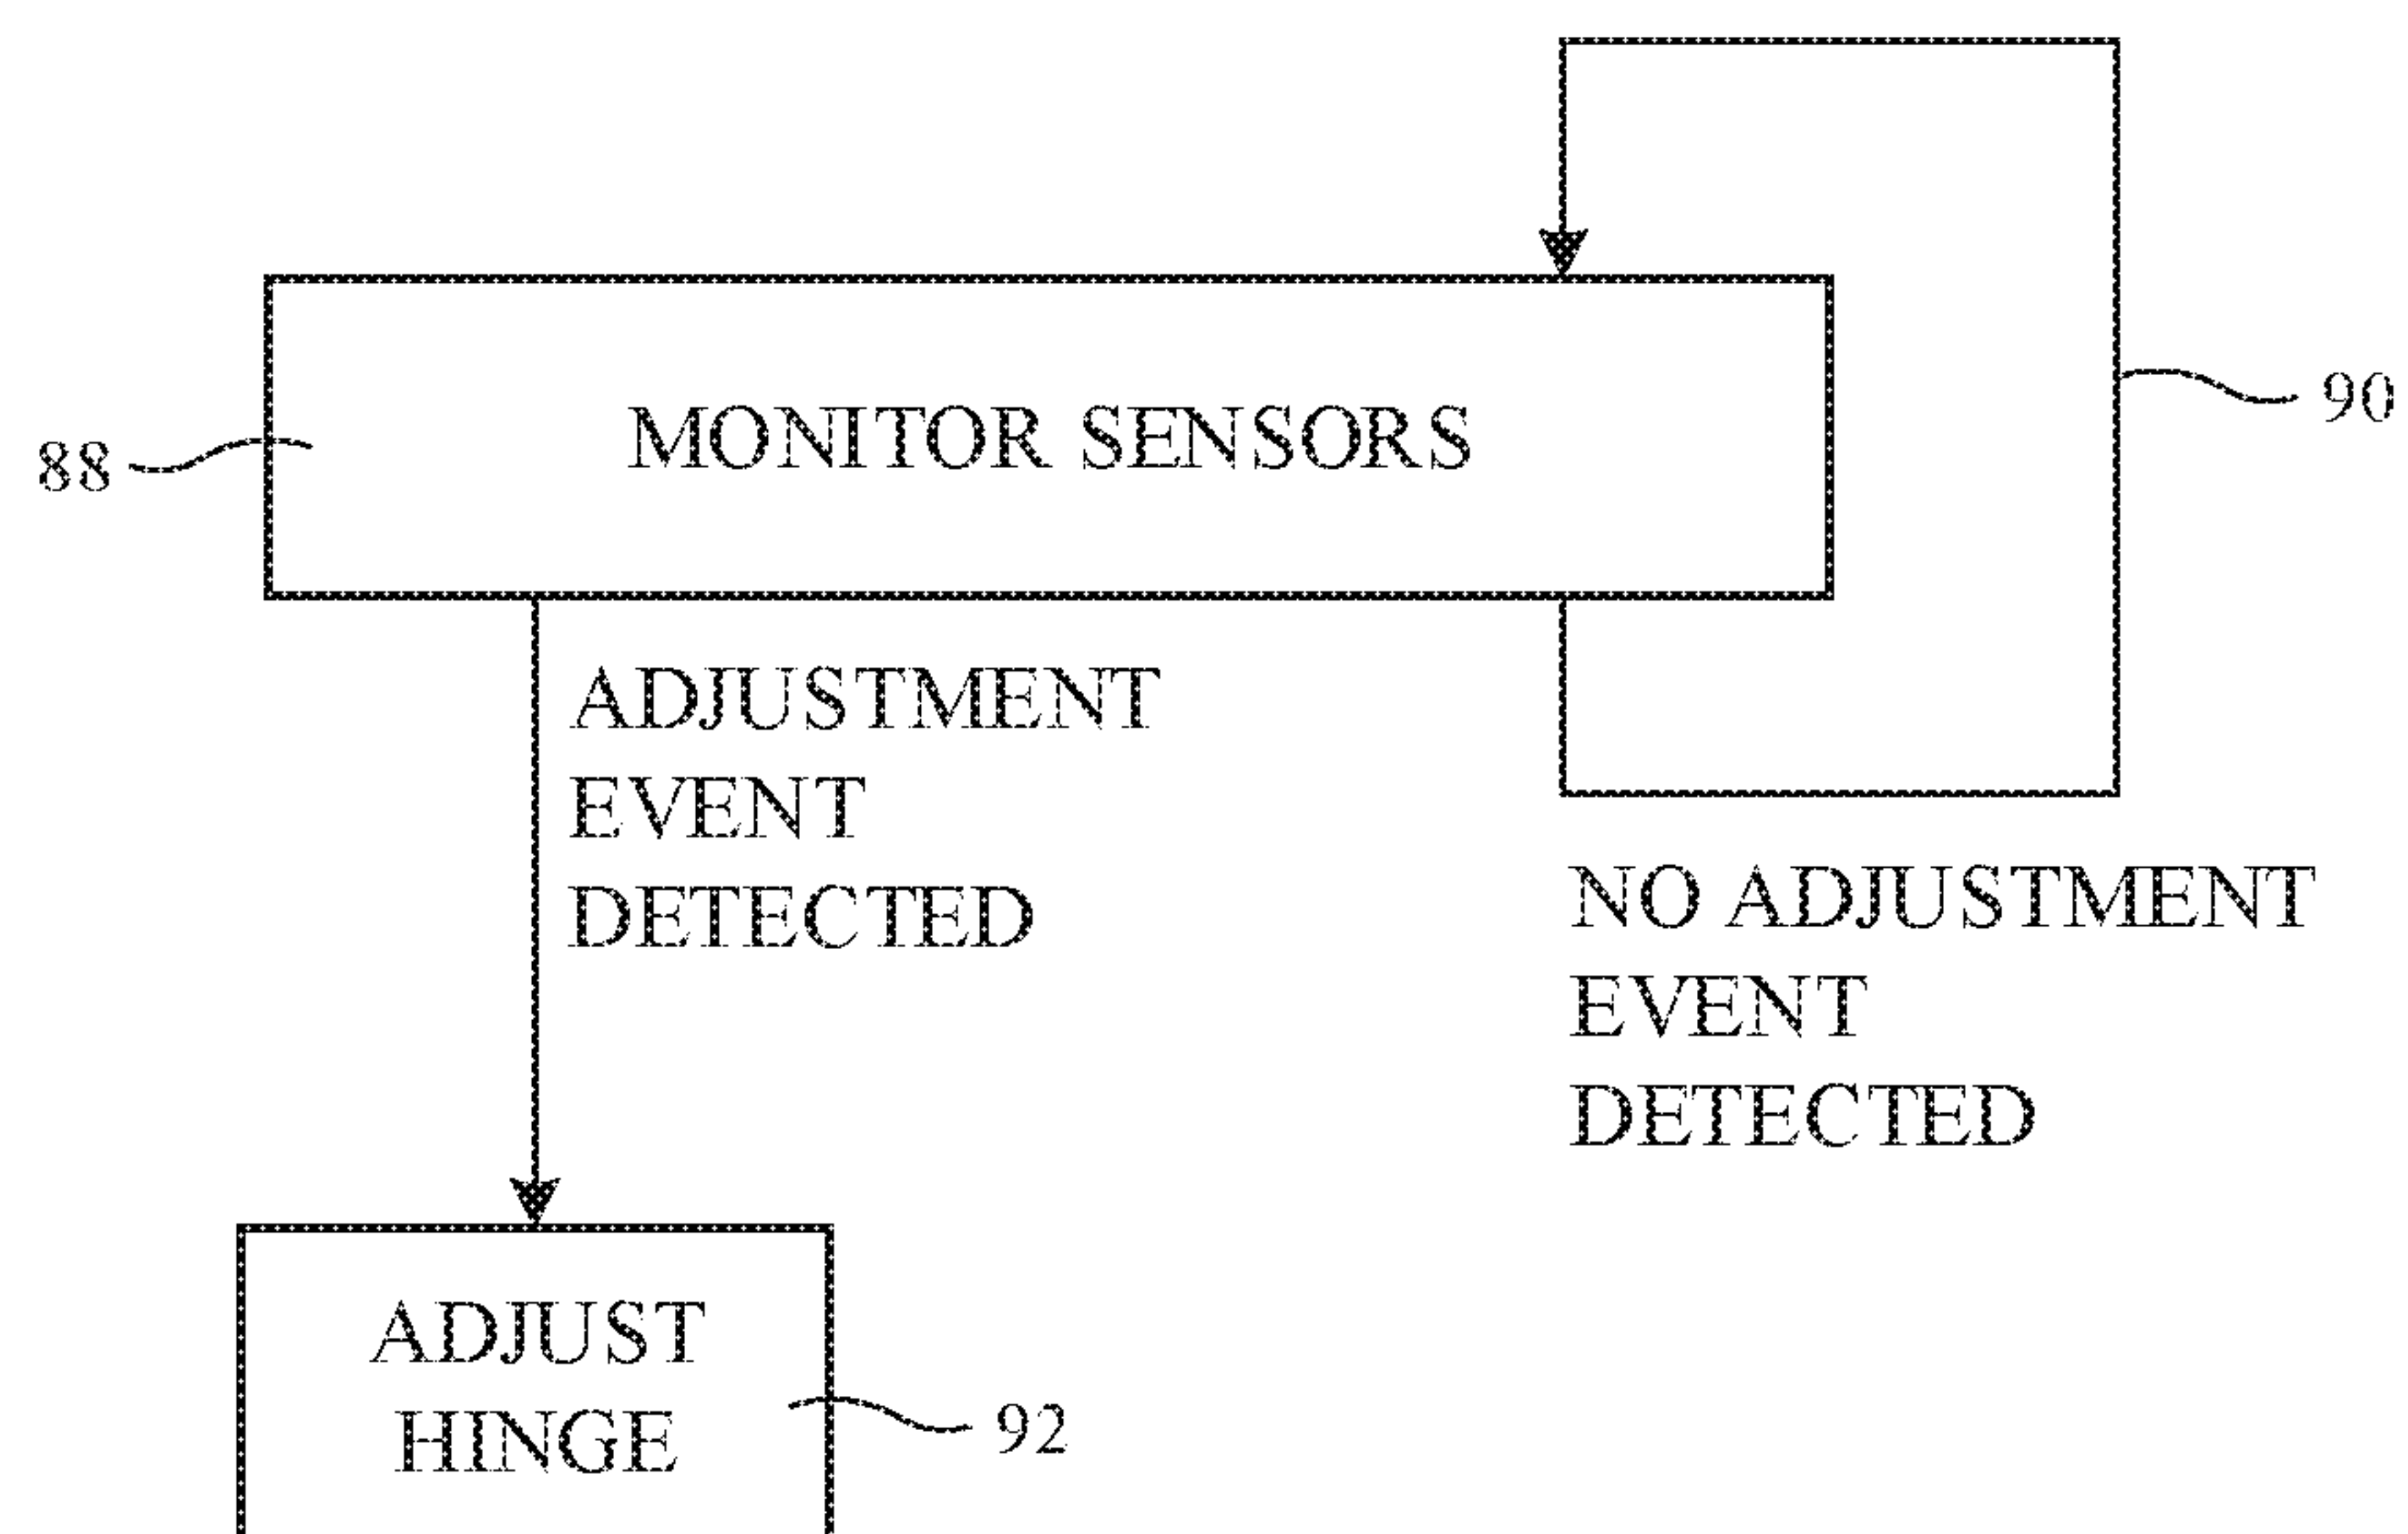 90
MONITOR SENSORS
88
ADJUSTMENT
EVENT
DETECTED
NO ADJUSTMENT
EVENT
DETECTED
ADJUST
HINGE
92